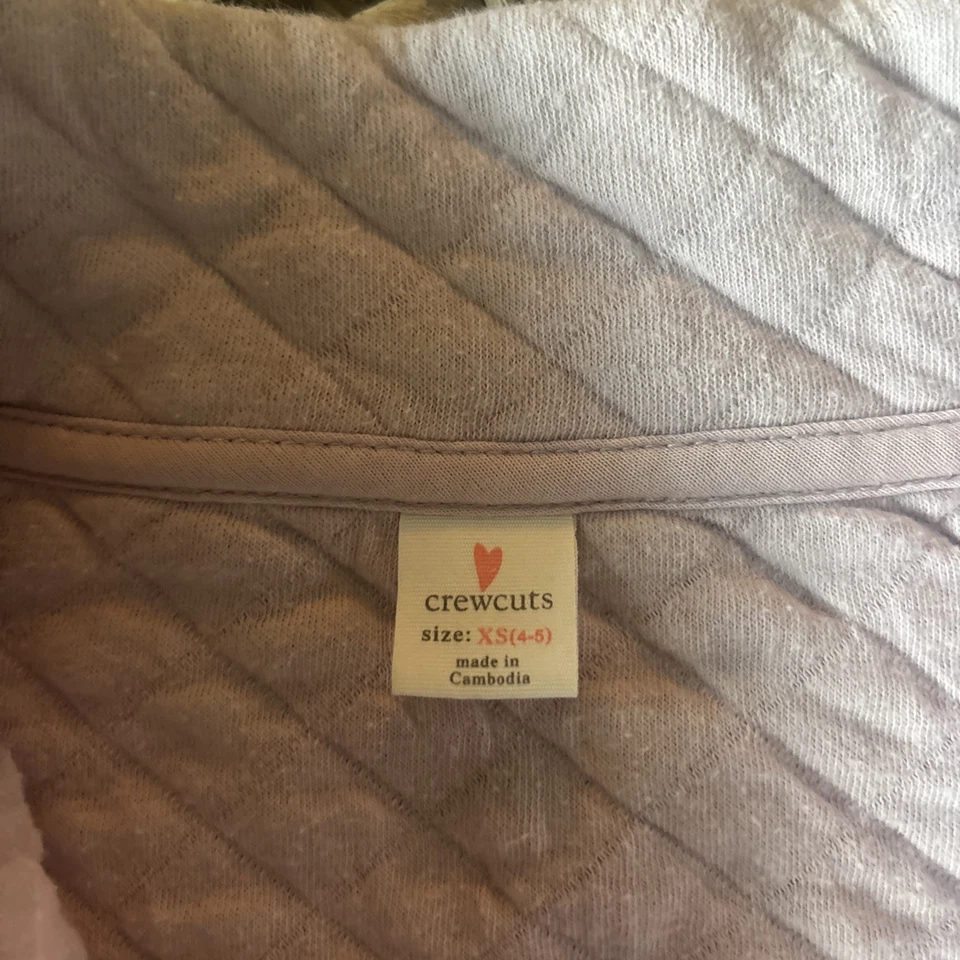 crewcuts
size: XS(4-5)
made in
Cambodia